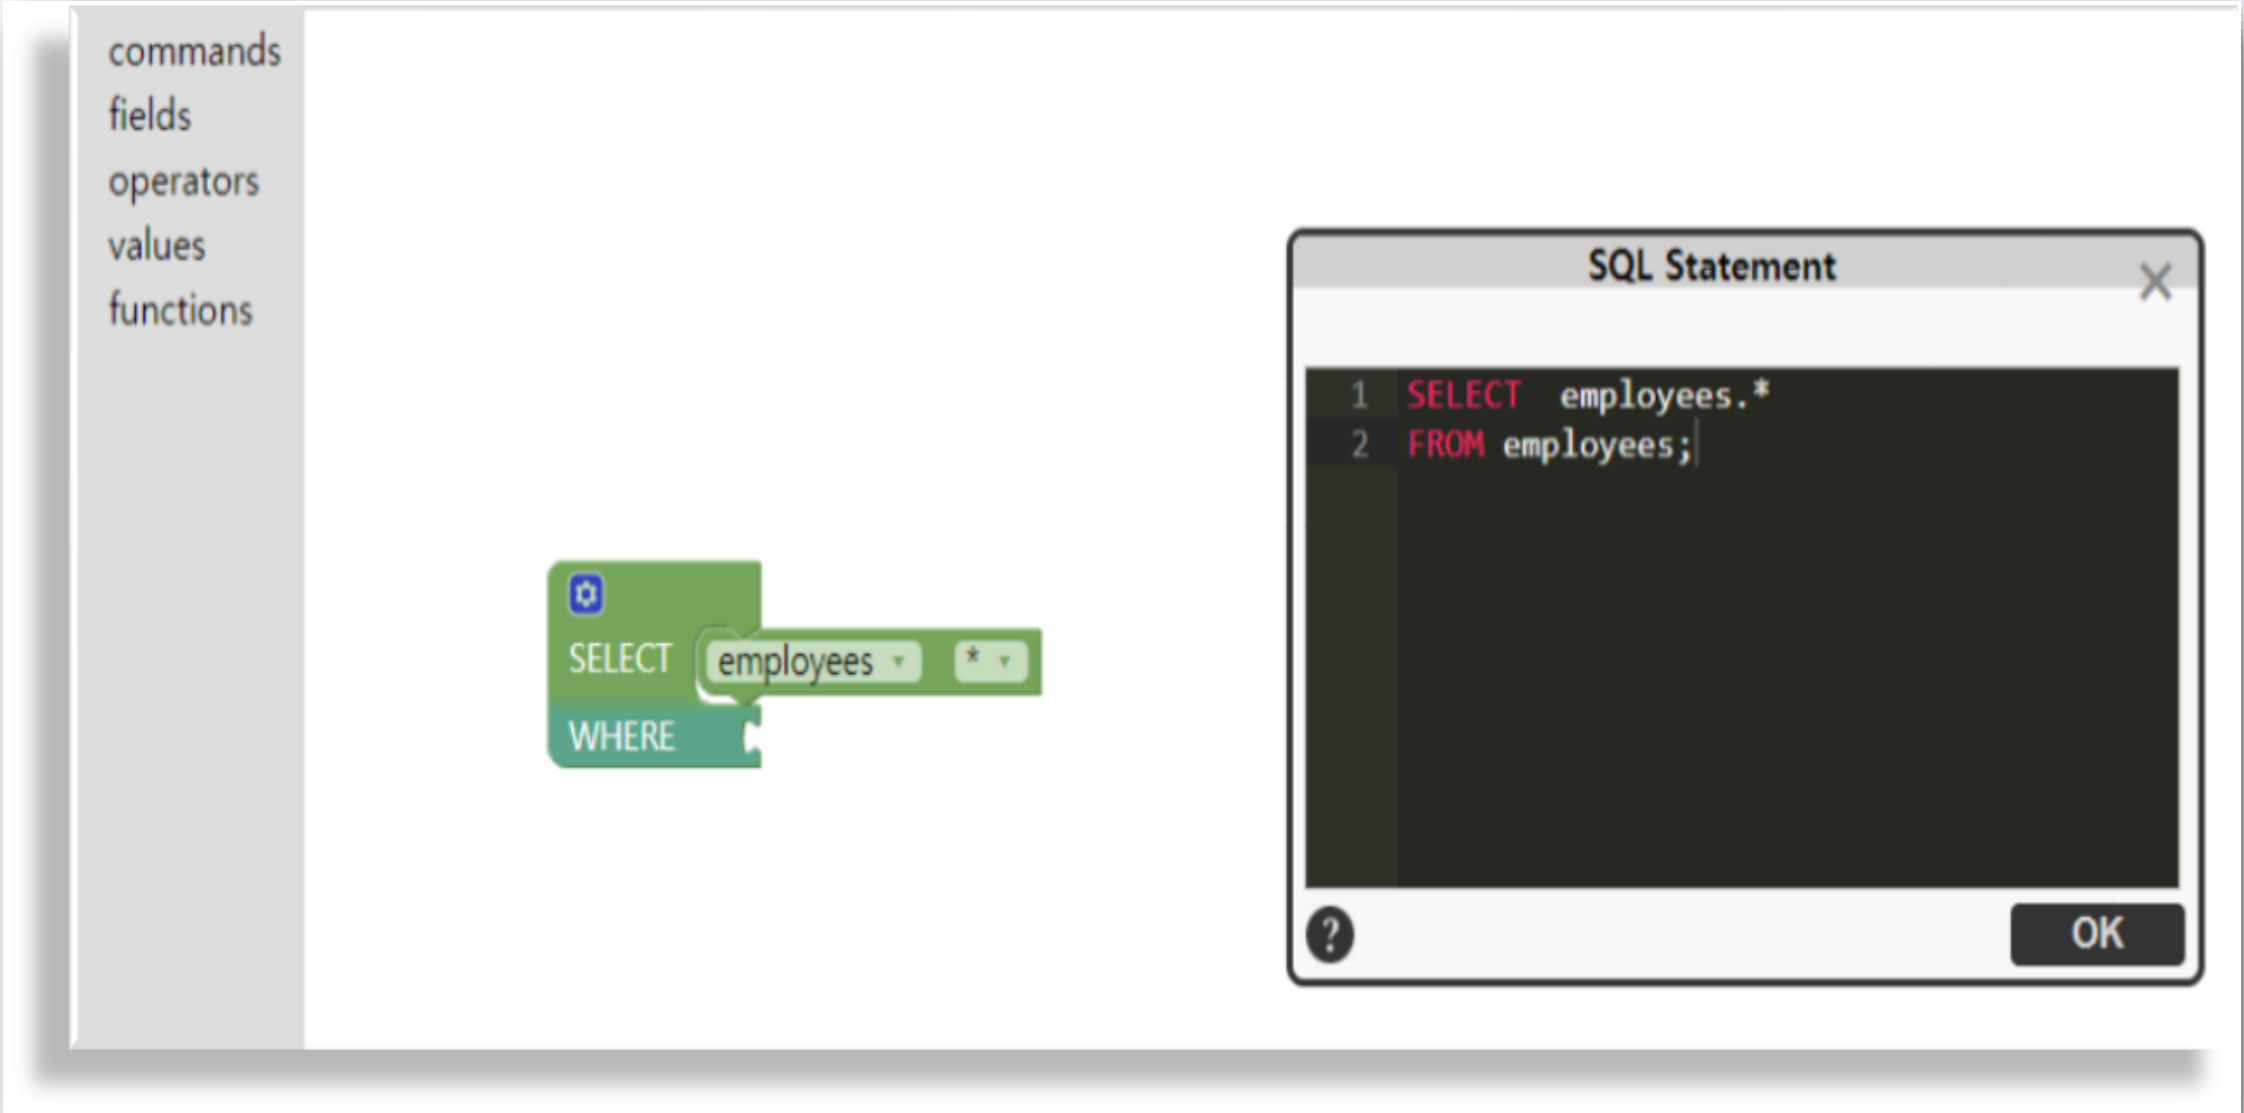 commands
fields
operators
values
functions
SELECT employees *
WHERE
SQL Statement
1 SELECT  employees.*
2 FROM employees;
?
OK